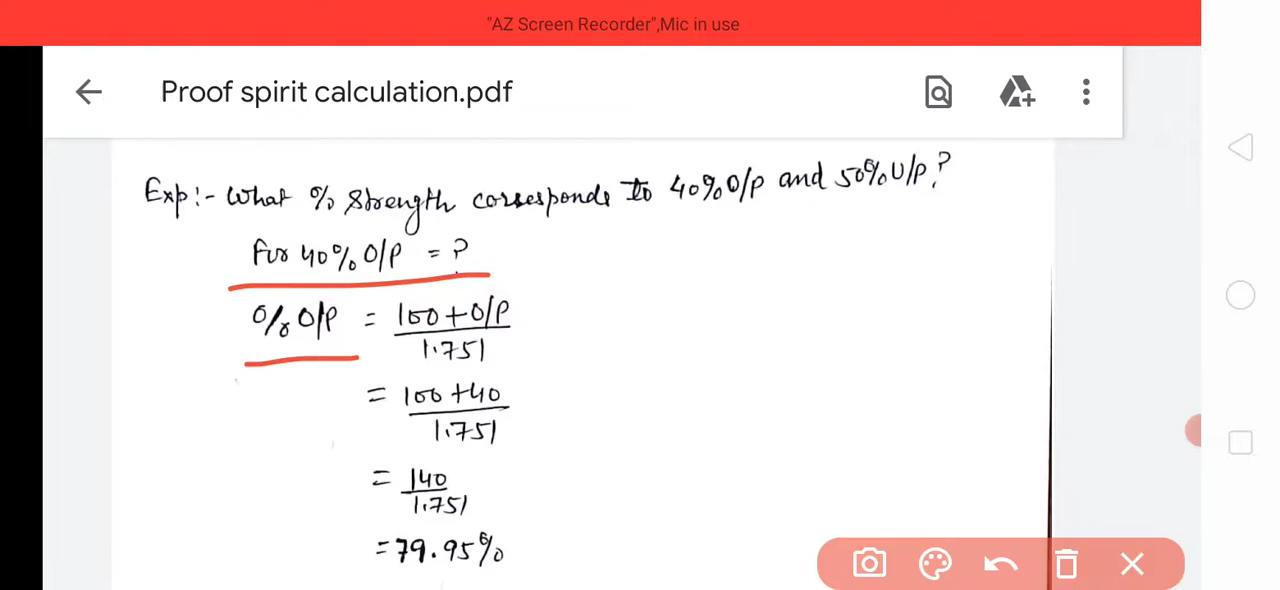 "AZ Screen Recorder",Mic in use
Proof spirit calculation.pdf
Exp:- What % strength corresponds to 40% O/P and 50% U/P?
For 40% O/P = ?
% O/P = 100 + O/P / 1.751
= 100 + 40 / 1.751
= 140 / 1.751
= 79.95%